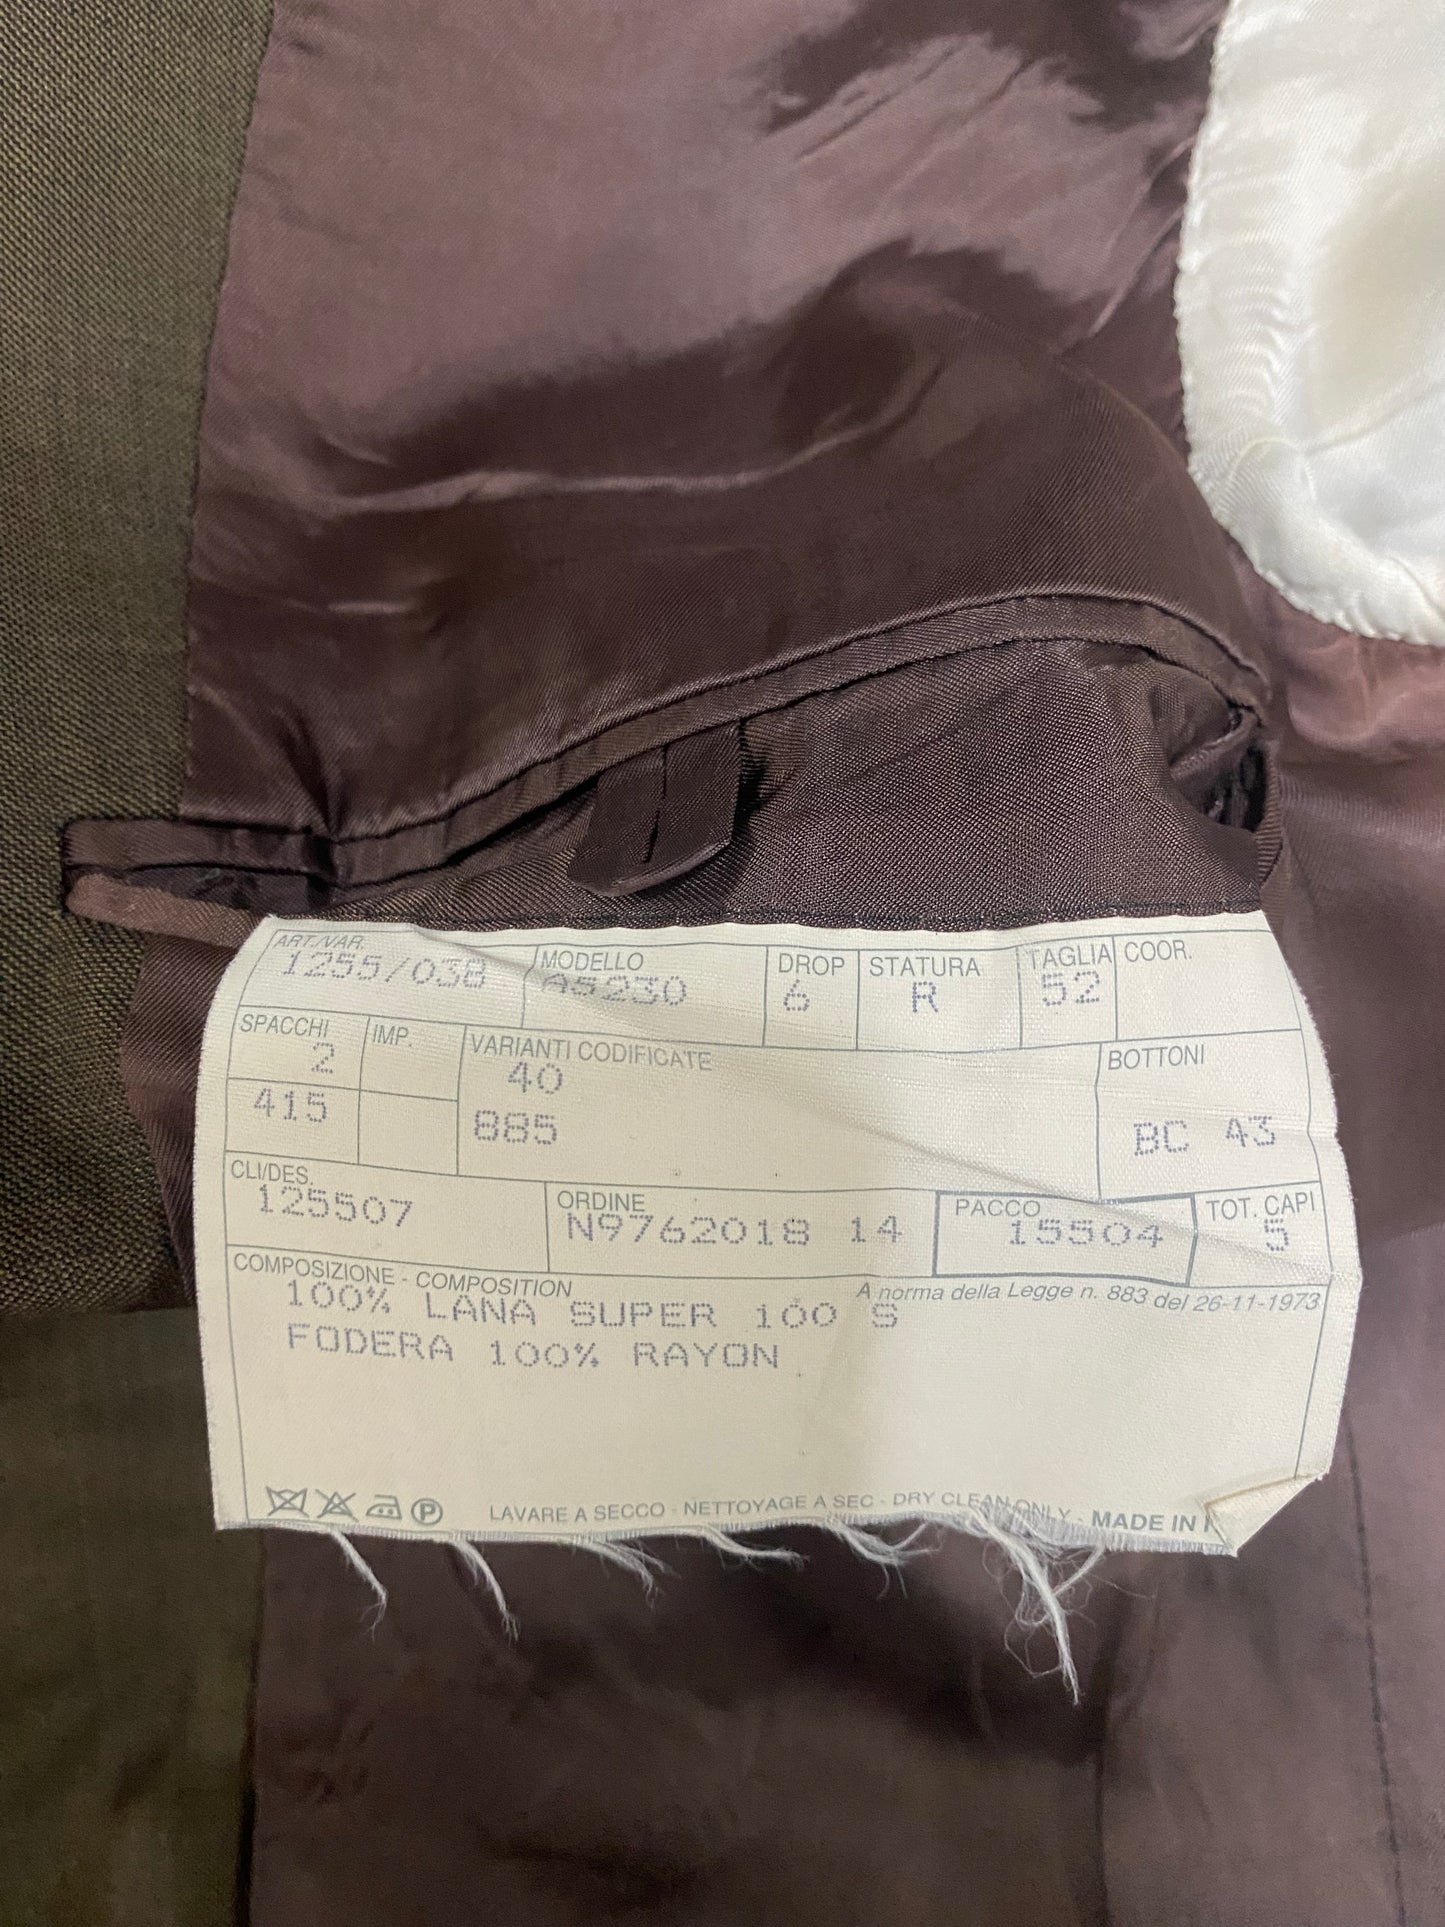 ART./VAR. MODELLO DROP STATURA TAGLIA COOR.
1255/038 A5230 6 R 52
SPACCHI IMP. VARIANTI CODIFICATE BOTTONI
2 40
415 885 BC 43
CLI/DES. ORDINE PACCO TOT. CAPI
125507 N9762018 14 15504 5
COMPOSIZIONE - COMPOSITION A norma della Legge n. 883 del 26-11-1973
100% LANA SUPER 100 S
FODERA 100% RAYON
P LAVARE A SECCO - NETTOYAGE A SEC - DRY CLEAN ONLY - MADE IN